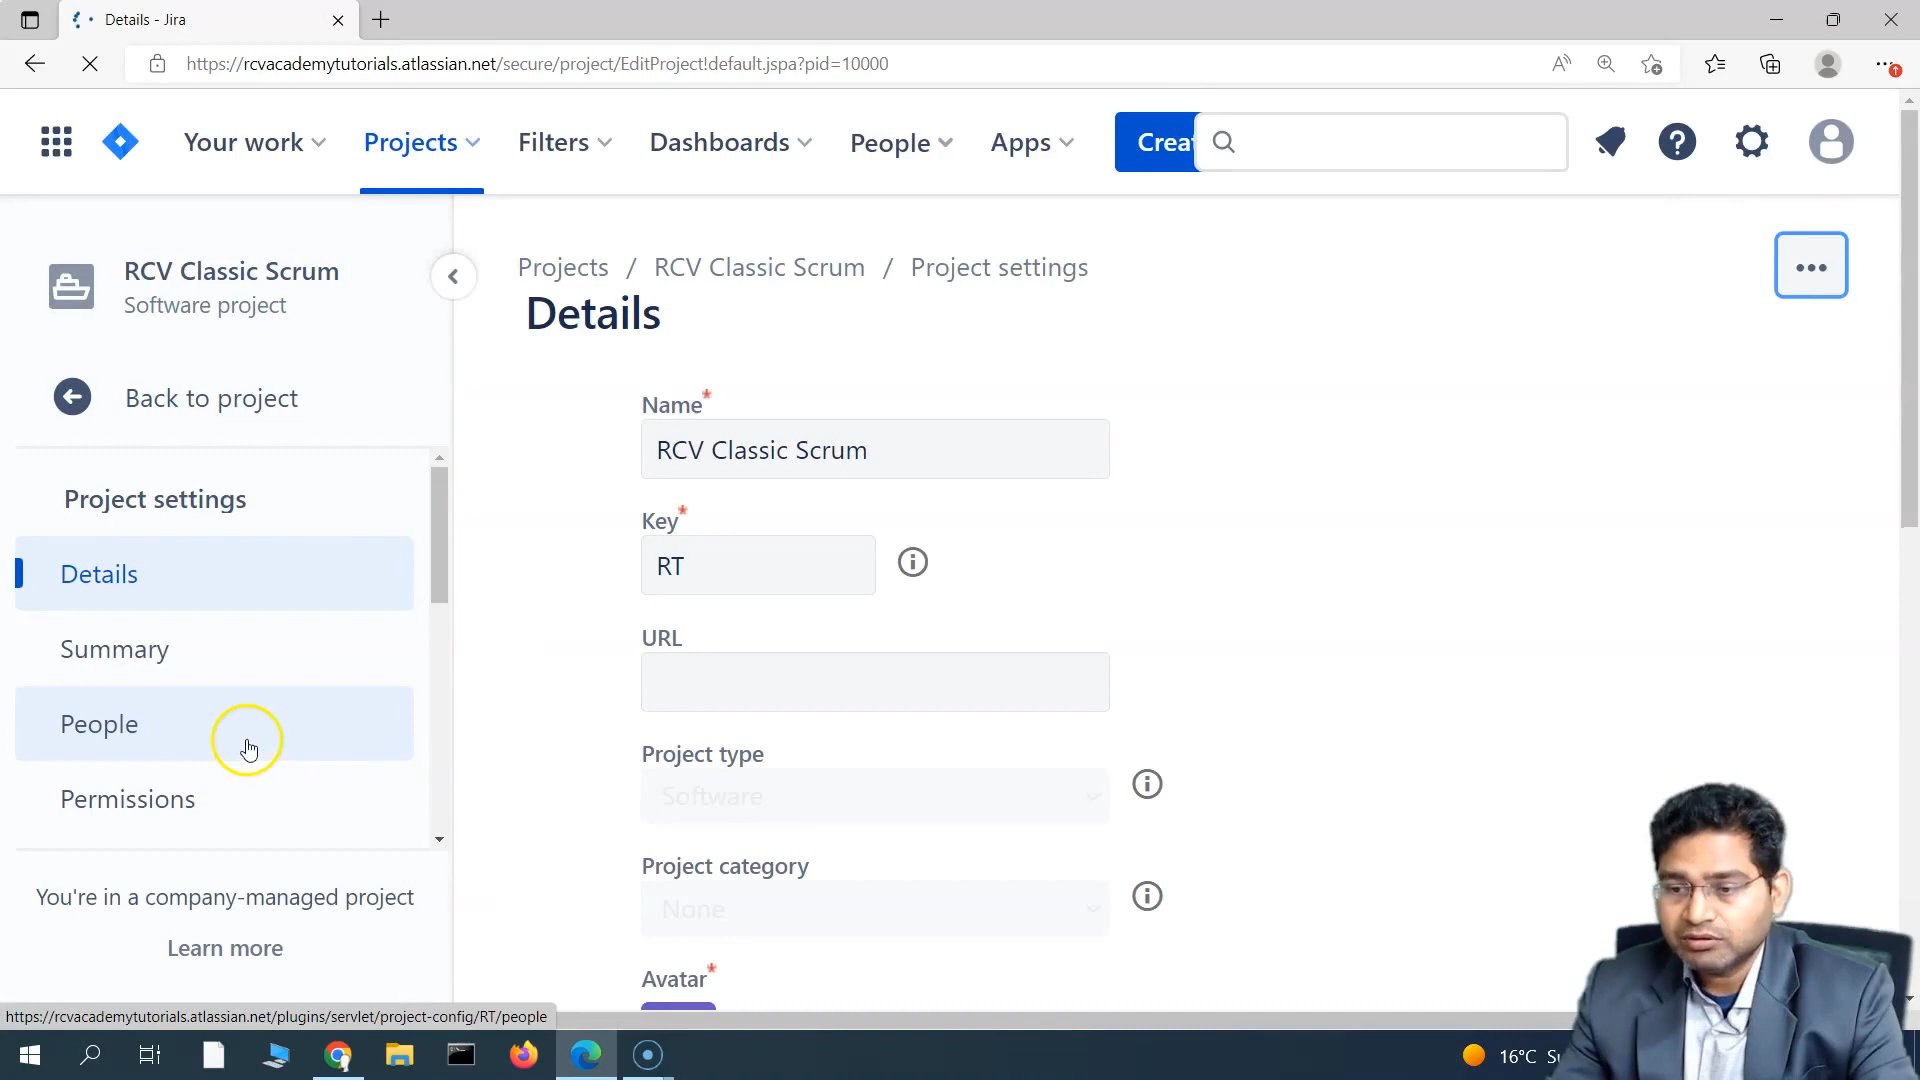 Details - Jira
https://rcvacademytutorials.atlassian.net/secure/project/EditProject!default.jspa?pid=10000
Your work
Projects
Filters
Dashboards
People
Apps
Creat
RCV Classic Scrum
Software project
Back to project
Project settings
Details
Summary
People
Permissions
You're in a company-managed project
Learn more
Projects / RCV Classic Scrum / Project settings
Details
Name*
RCV Classic Scrum
Key*
RT
URL
Project type
Software
Project category
None
Avatar*
https://rcvacademytutorials.atlassian.net/plugins/servlet/project-config/RT/people
16°C